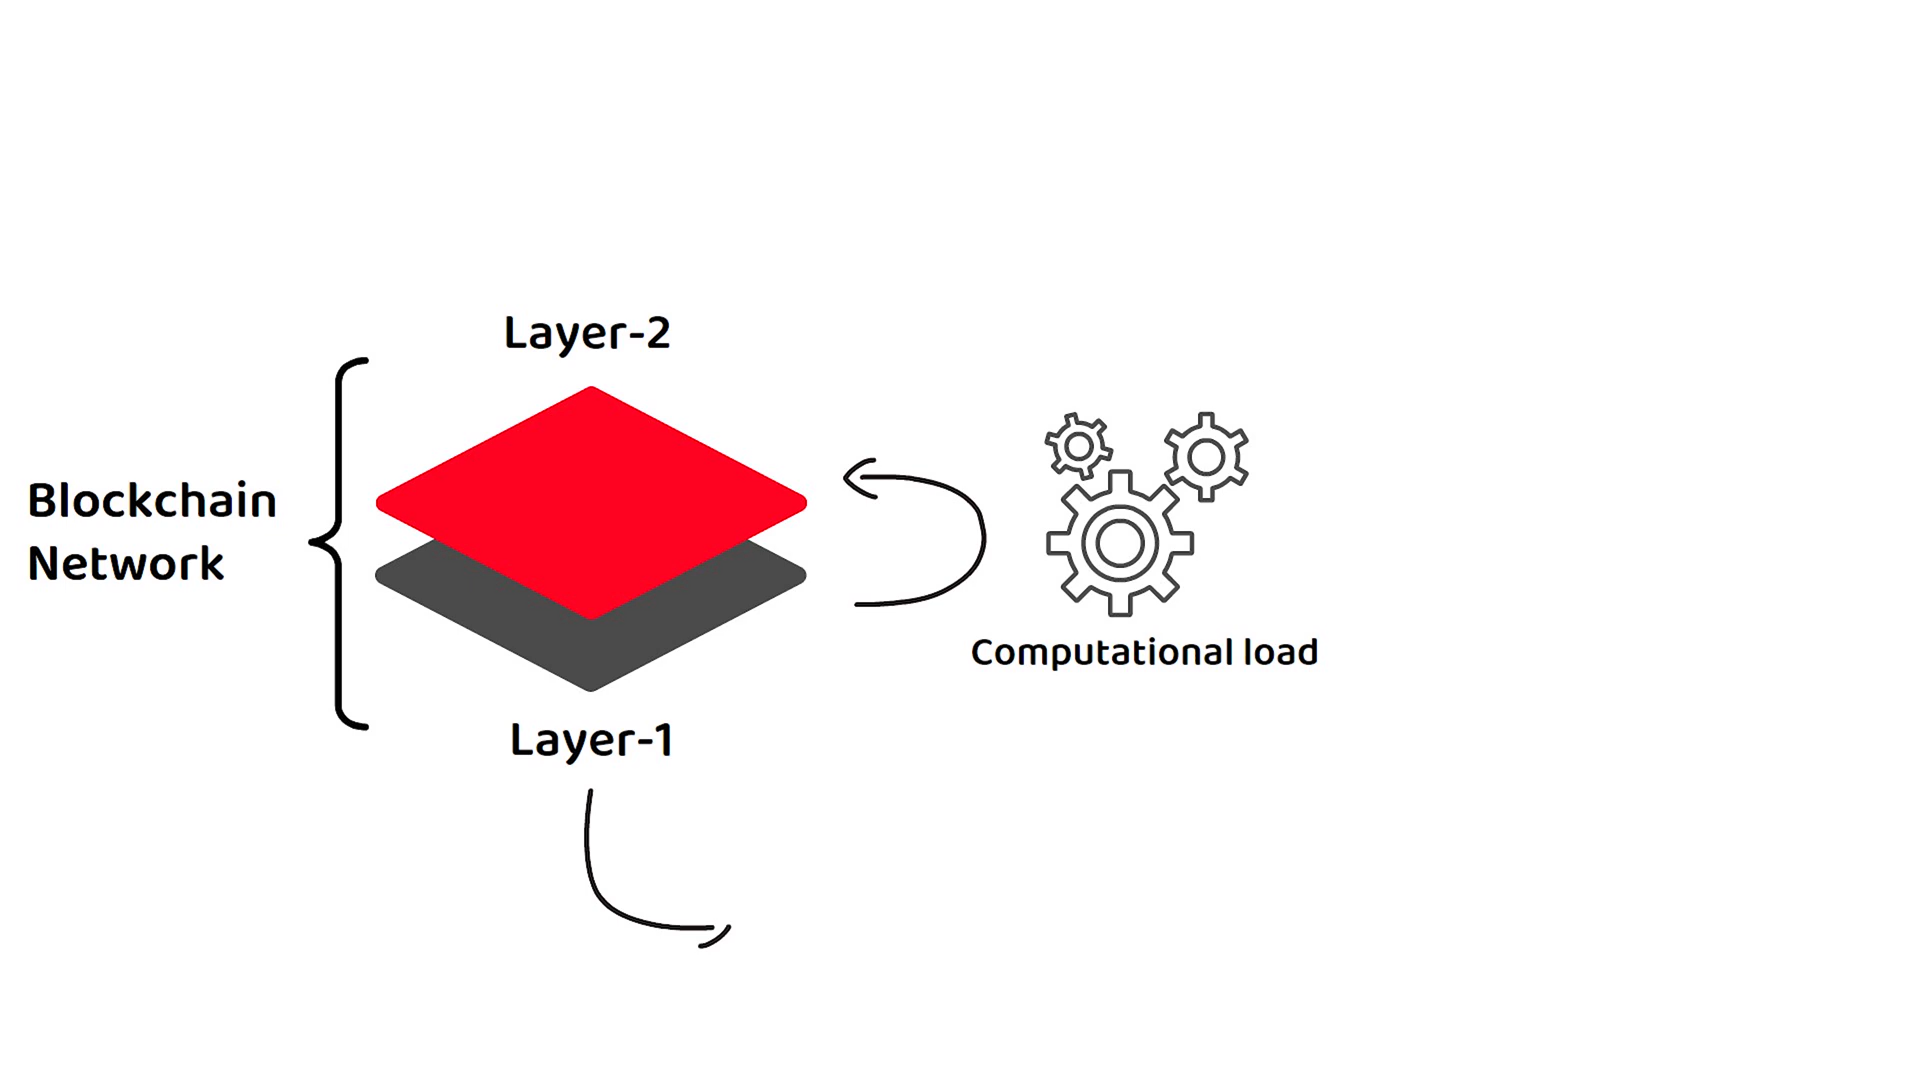 Layer-2
Blockchain
Network
Computational load
Layer-1